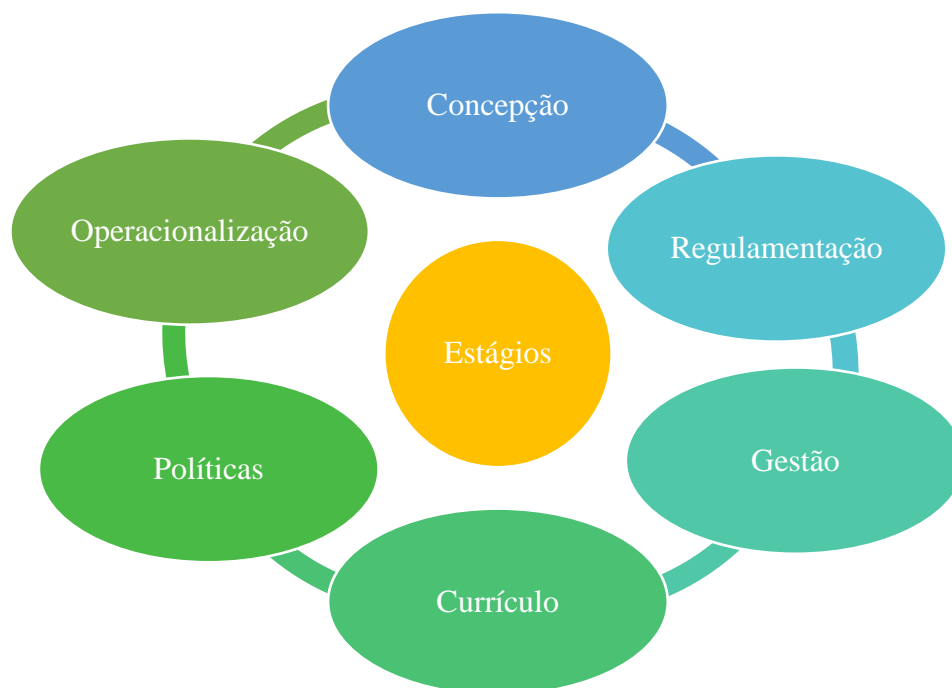 Concepção
Regulamentação
Gestão
Currículo
Políticas
Operacionalização
Estágios